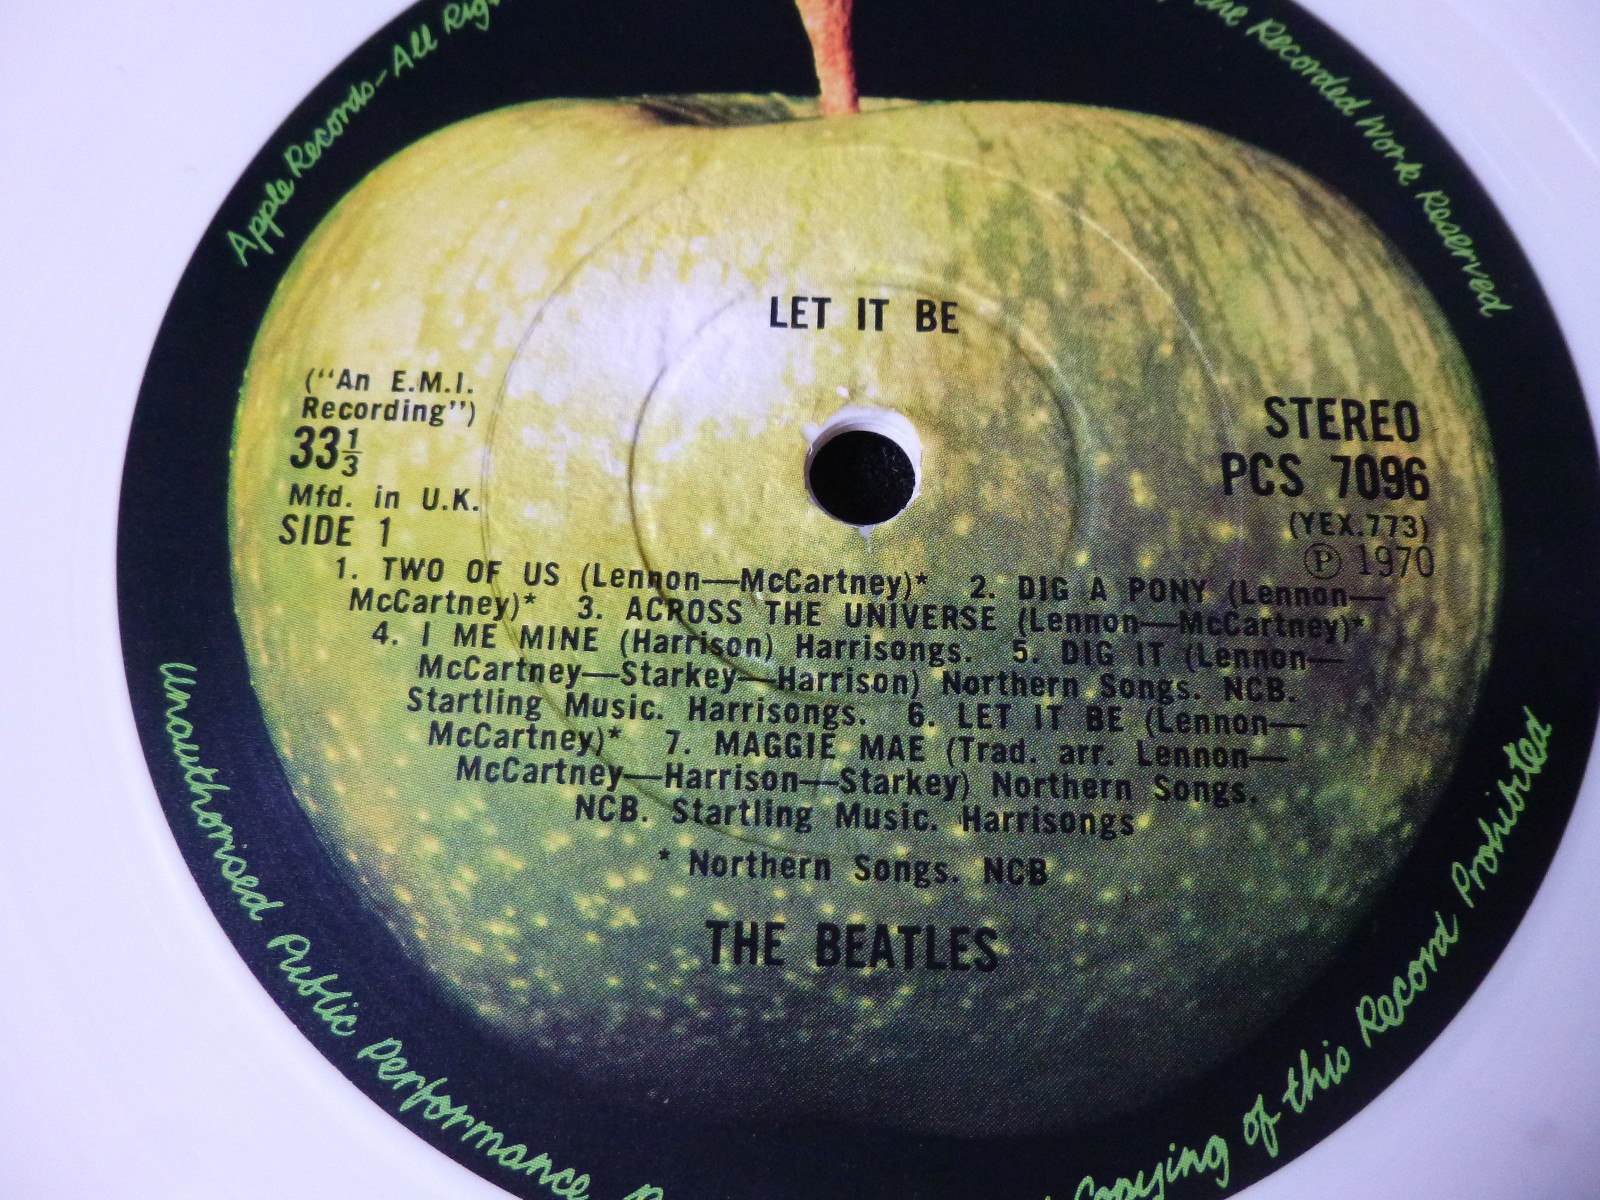 Apple Records-All
the Recorded Work Reserved
LET IT BE
("An E.M.I.
Recording")
33⅓
Mfd. in U.K.
SIDE 1
STEREO
PCS 7096
(YEX.773)
℗ 1970
1. TWO OF US (Lennon—McCartney)* 2. DIG A PONY (Lennon—
McCartney)* 3. ACROSS THE UNIVERSE (Lennon—McCartney)*
4. I ME MINE (Harrison) Harrisongs. 5. DIG IT (Lennon—
McCartney—Starkey—Harrison) Northern Songs. NCB.
Startling Music. Harrisongs. 6. LET IT BE (Lennon—
McCartney)* 7. MAGGIE MAE (Trad. arr. Lennon—
McCartney—Harrison—Starkey) Northern Songs.
NCB. Startling Music. Harrisongs
* Northern Songs. NCB
THE BEATLES
Unauthorised Public Performance
Copying of this Record Prohibited